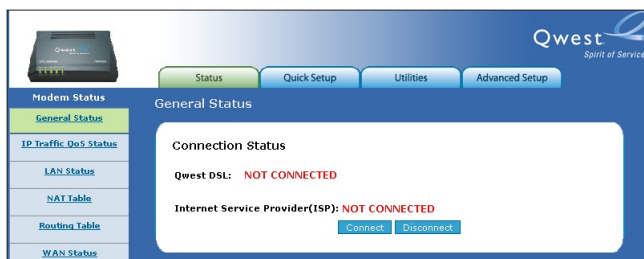 Qwest
Spirit of Service
Qwest
Status
Quick Setup
Utilities
Advanced Setup
Modem Status
General Status
General Status
IP Traffic QoS Status
LAN Status
NAT Table
Routing Table
WAN Status
Connection Status
Qwest DSL: NOT CONNECTED
Internet Service Provider(ISP): NOT CONNECTED
Connect
Disconnect